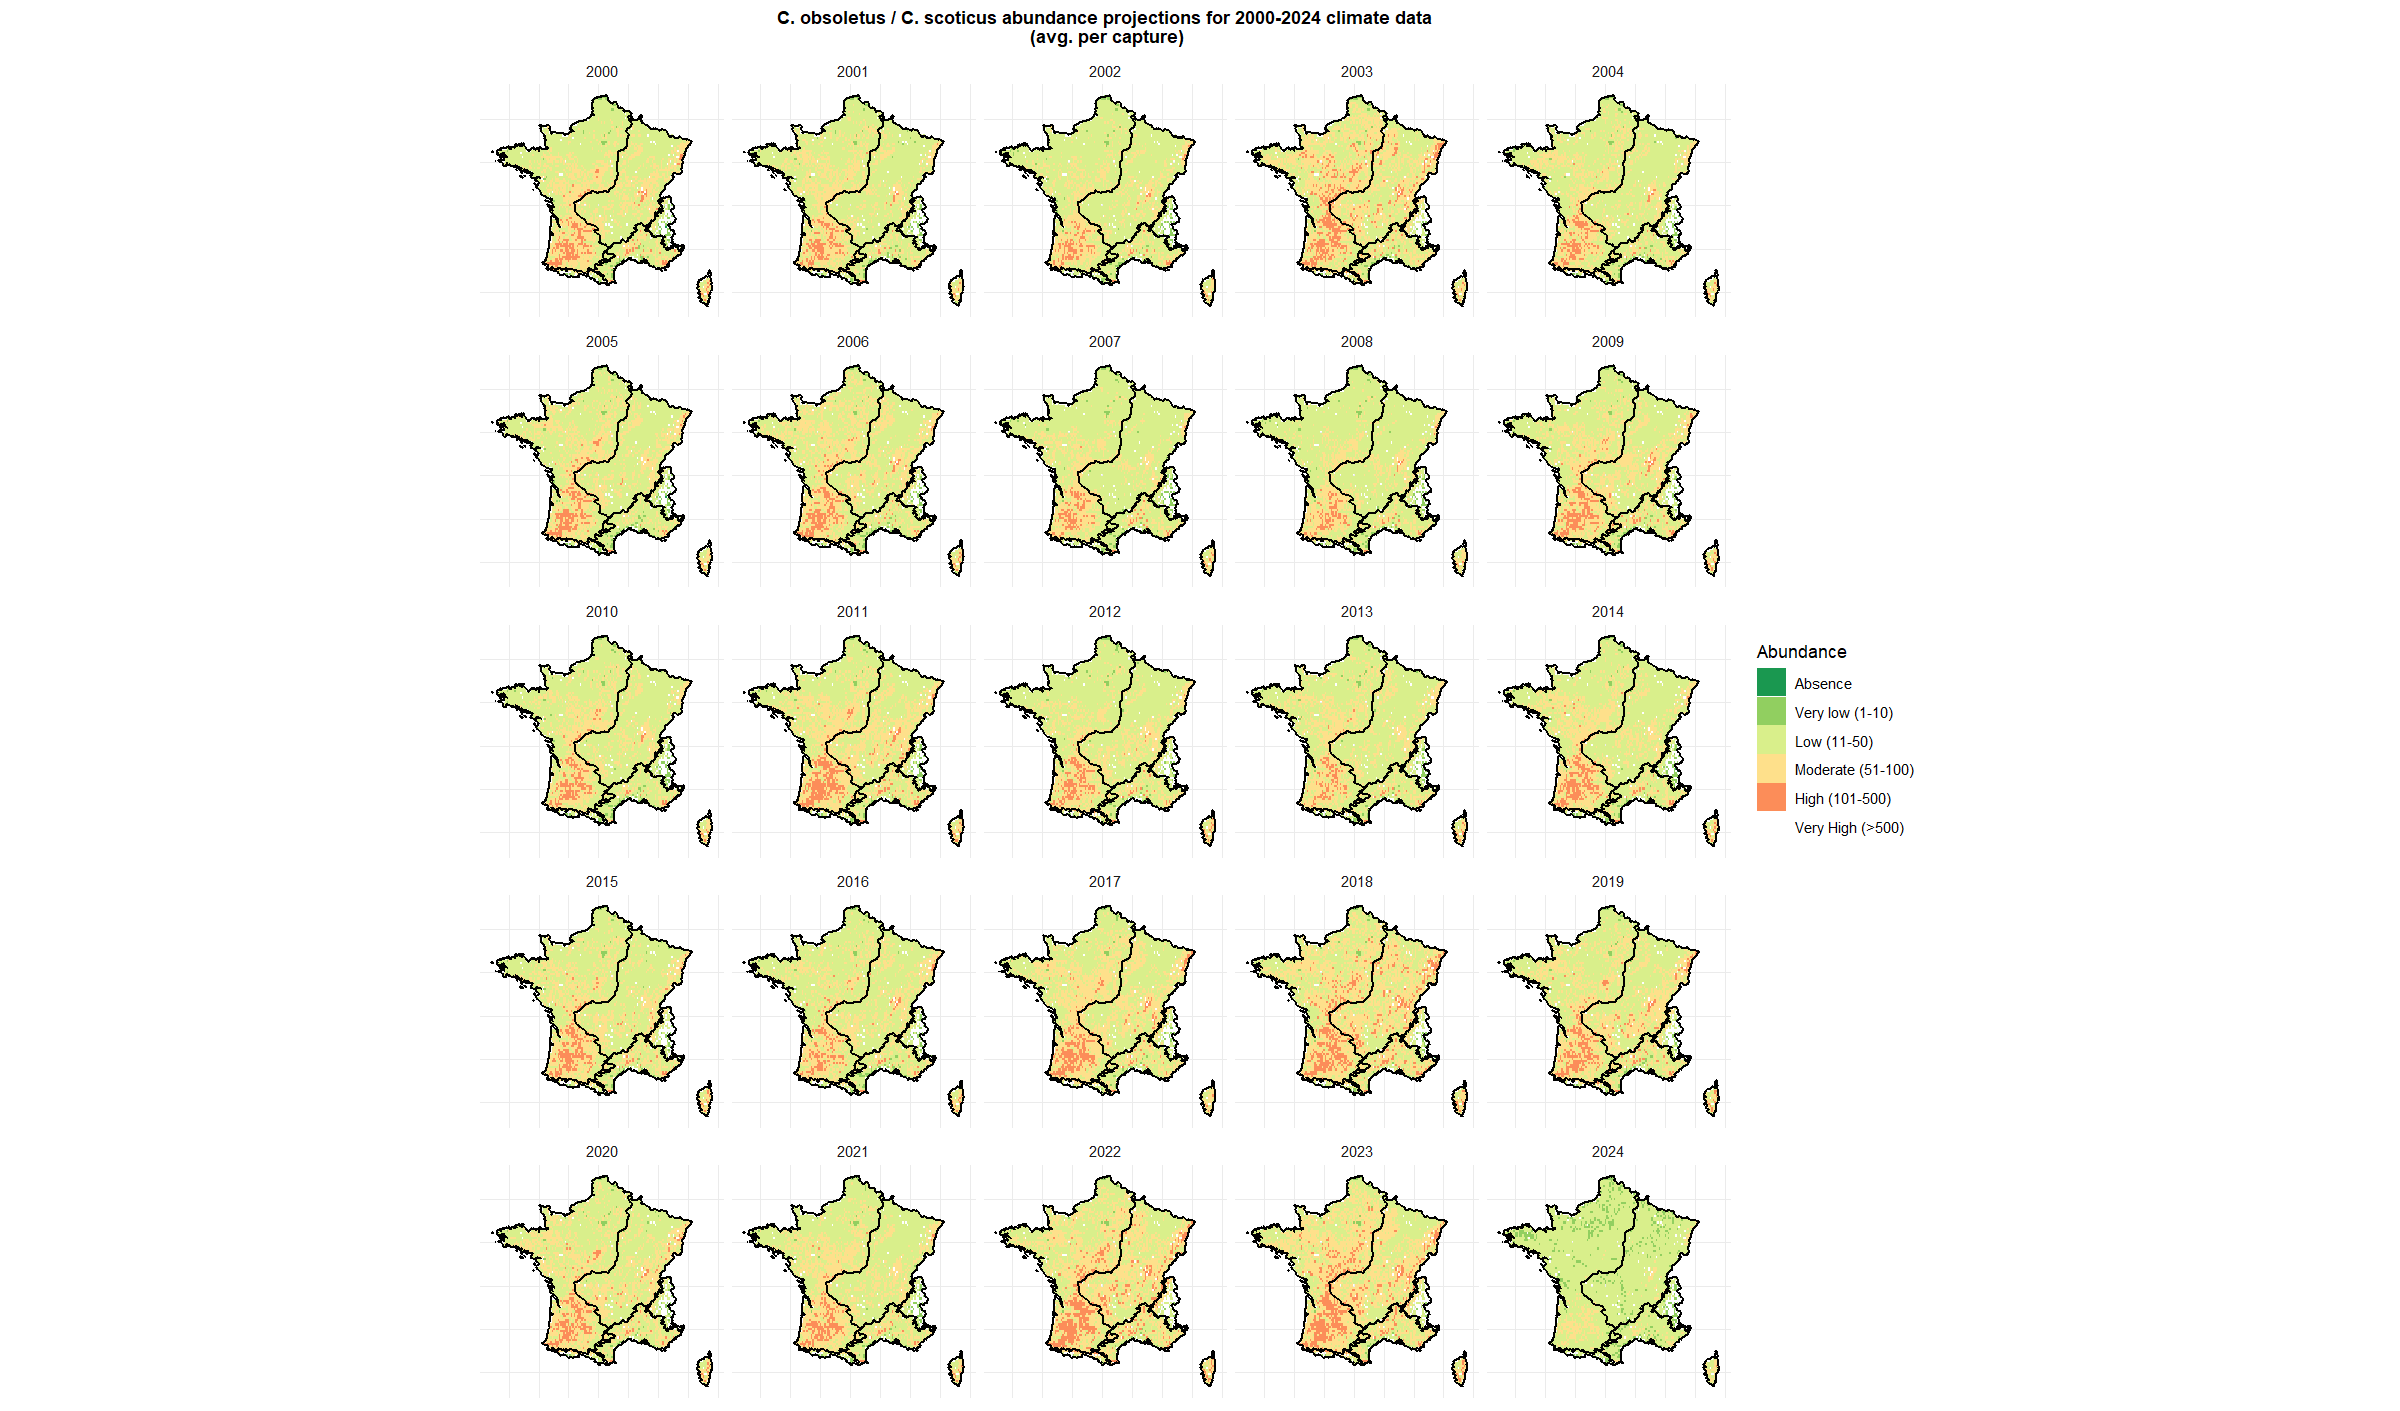 C. obsoletus / C. scoticus abundance projections for 2000-2024 climate data
(avg. per capture)
2000
2001
2002
2003
2004
2005
2006
2007
2008
2009
2010
2011
2012
2013
2014
Abundance
Absence
Very low (1-10)
Low (11-50)
Moderate (51-100)
High (101-500)
Very High (>500)
2015
2016
2017
2018
2019
2020
2021
2022
2023
2024